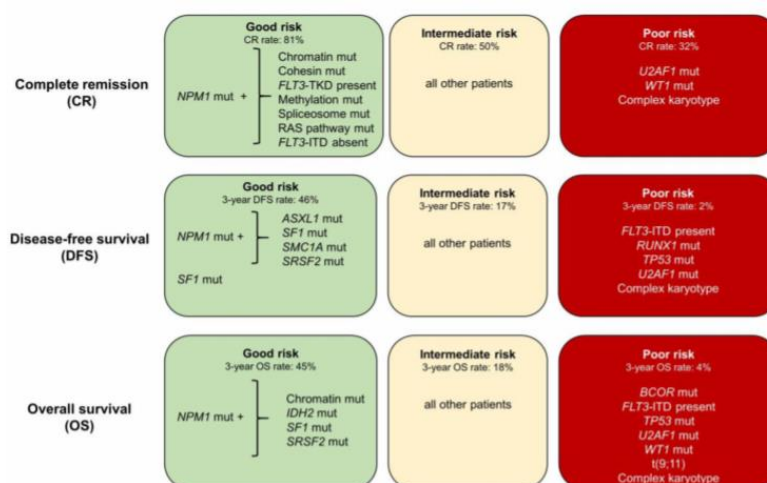 Good risk
CR rate: 81%
Intermediate risk
CR rate: 50%
Poor risk
CR rate: 32%
Complete remission
(CR)
NPM1 mut +
Chromatin mut
Cohesin mut
FLT3-TKD present
Methylation mut
Spliceosome mut
RAS pathway mut
FLT3-ITD absent
all other patients
U2AF1 mut
WT1 mut
Complex karyotype
Good risk
3-year DFS rate: 46%
Intermediate risk
3-year DFS rate: 17%
Poor risk
3-year DFS rate: 2%
Disease-free survival
(DFS)
NPM1 mut +
ASXL1 mut
SF1 mut
SMC1A mut
SRSF2 mut
SF1 mut
all other patients
FLT3-ITD present
RUNX1 mut
TP53 mut
U2AF1 mut
Complex karyotype
Good risk
3-year OS rate: 45%
Intermediate risk
3-year OS rate: 18%
Poor risk
3-year OS rate: 4%
Overall survival
(OS)
NPM1 mut +
Chromatin mut
IDH2 mut
SF1 mut
SRSF2 mut
all other patients
BCOR mut
FLT3-ITD present
TP53 mut
U2AF1 mut
WT1 mut
t(9;11)
Complex karyotype